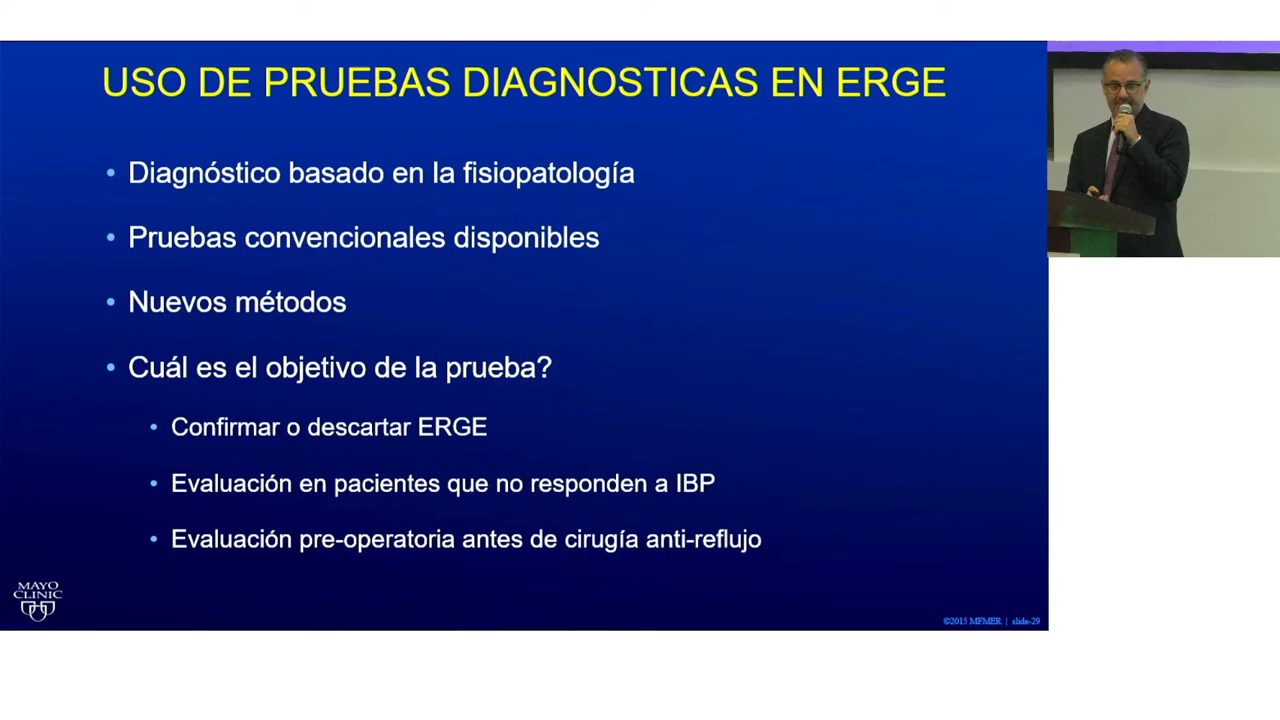 USO DE PRUEBAS DIAGNOSTICAS EN ERGE
• Diagnóstico basado en la fisiopatología
• Pruebas convencionales disponibles
• Nuevos métodos
• Cuál es el objetivo de la prueba?
• Confirmar o descartar ERGE
• Evaluación en pacientes que no responden a IBP
• Evaluación pre-operatoria antes de cirugía anti-reflujo
MAYO
CLINIC
©2015 MFMER | slide-29